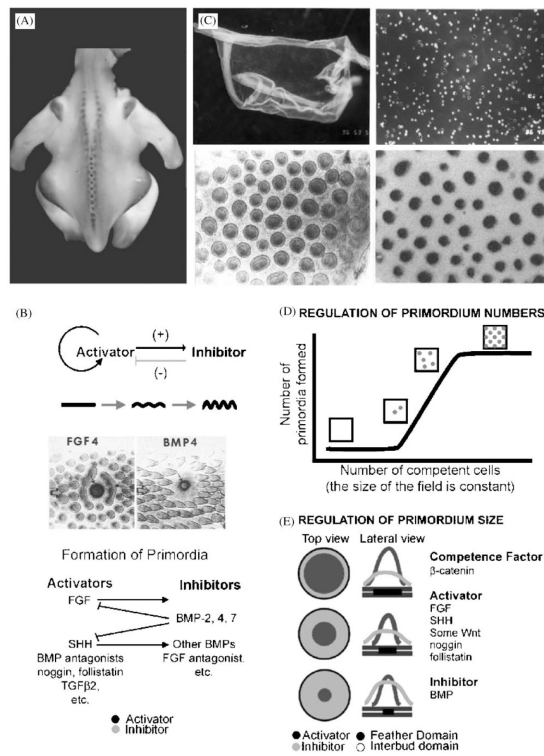 (A)
(C)
(B)
(+)
Activator
Inhibitor
(-)
FGF4
BMP4
Formation of Primordia
Activators
Inhibitors
FGF
BMP-2, 4, 7
SHH
Other BMPs
BMP antagonists
FGF antagonist.
noggin, follistatin
etc.
TGFβ2,
etc.
Activator
Inhibitor
(D) REGULATION OF PRIMORDIUM NUMBERS
Number of
primordia formed
Number of competent cells
(the size of the field is constant)
(E) REGULATION OF PRIMORDIUM SIZE
Top view
Lateral view
Competence Factor
β-catenin
Activator
FGF
SHH
Some Wnt
noggin
follistatin
Inhibitor
BMP
Activator
Feather Domain
Inhibitor
Interbud domain